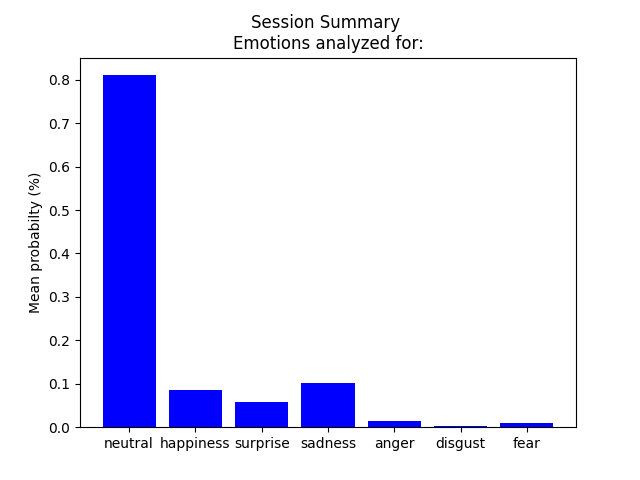 Session Summary
Emotions analyzed for:
Mean probabilty (%)
0.8
0.7
0.6
0.5
0.4
0.3
0.2
0.1
0.0
neutral happiness surprise sadness anger disgust fear